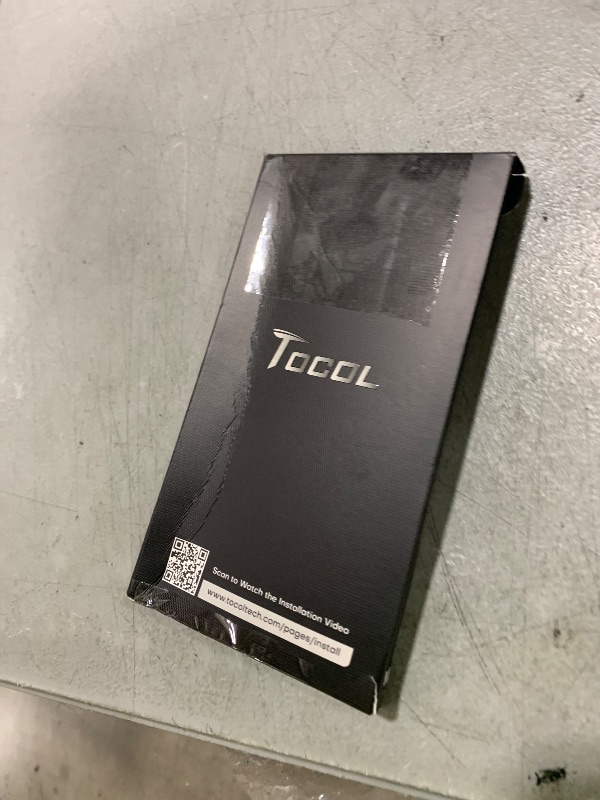 TOCOL
Scan to Watch the Installation Video
www.tocoltech.com/pages/install